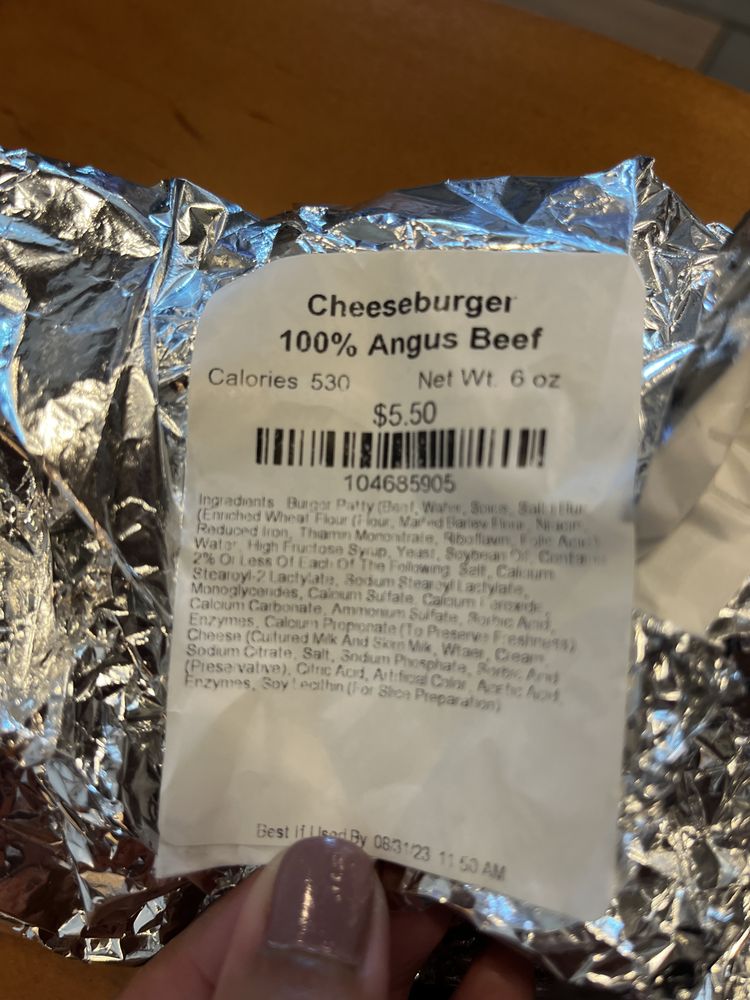 Cheeseburger
100% Angus Beef
Calories 530 Net Wt. 6 oz
$5.50
104685905
Ingredients Burger Patty (Beef, Water, Spice, Salt)
(Enriched Wheat Flour (Flour, Malted Barley Flour, Niacin,
Reduced Iron, Thiamin Mononitrate, Riboflavin, Folic Acid)
Water, High Fructose Syrup, Yeast, Soybean Oil, Contains
2% Or Less Of Each Of The Following Salt, Calcium
Stearoyl-2 Lactylate, Sodium Stearoyl Lactylate,
Monoglycerides, Calcium Sulfate, Calcium Peroxide,
Calcium Carbonate, Ammonium Sulfate, Sorbic Acid,
Enzymes, Calcium Propionate (To Preserve Freshness)
Cheese (Cultured Milk And Skim Milk, Cream
Sodium Citrate, Salt, Sodium Phosphate, Sorbic Acid
(Preservative), Citric Acid, Artificial Color, Acetic Acid,
Enzymes, Soy Lecithin (For Slice Preparation)
Best If Used By 08/31/23 11:50 AM